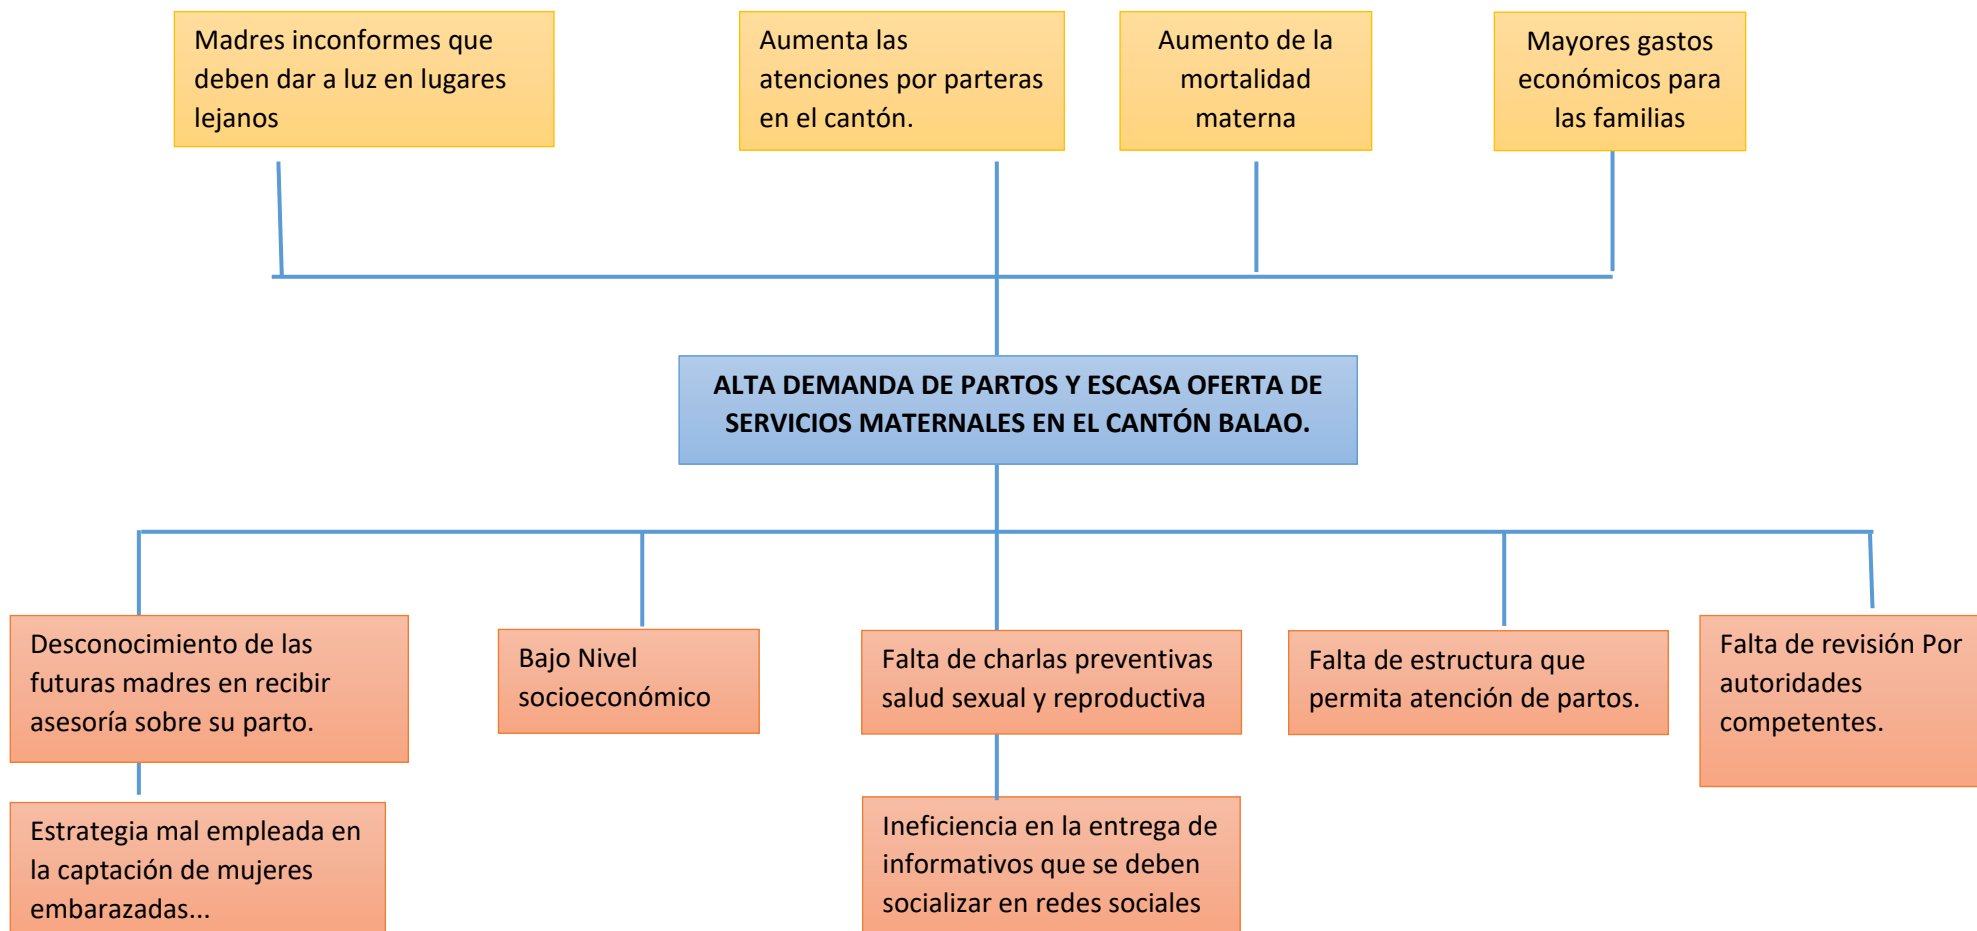 Madres inconformes que
deben dar a luz en lugares
lejanos
Aumenta las
atenciones por parteras
en el cantón.
Aumento de la
mortalidad
materna
Mayores gastos
económicos para
las familias
ALTA DEMANDA DE PARTOS Y ESCASA OFERTA DE
SERVICIOS MATERNALES EN EL CANTÓN BALAO.
Desconocimiento de las
futuras madres en recibir
asesoría sobre su parto.
Bajo Nivel
socioeconómico
Falta de charlas preventivas
salud sexual y reproductiva
Falta de estructura que
permita atención de partos.
Falta de revisión Por
autoridades
competentes.
Estrategia mal empleada en
la captación de mujeres
embarazadas...
Ineficiencia en la entrega de
informativos que se deben
socializar en redes sociales